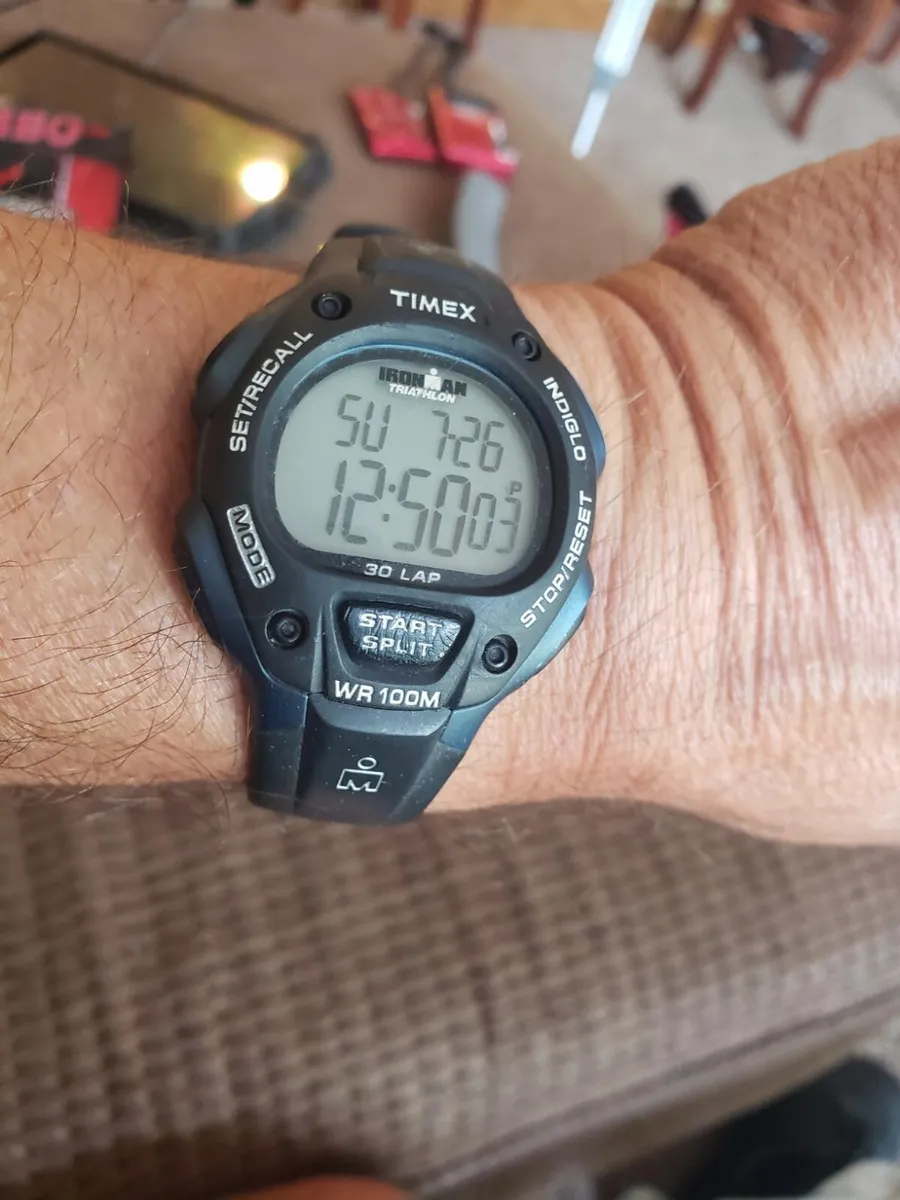 TIMEX
SET/RECALL
INDIGLO
IRONMAN
TRIATHLON
SU 7-26
12:50 03 P
MODE
STOP/RESET
30 LAP
START
SPLIT
WR 100M